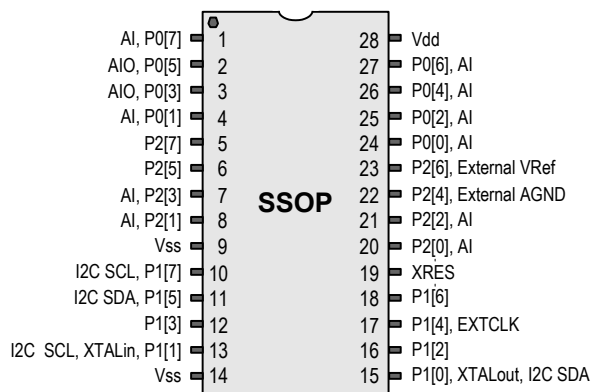 AI, P0[7] 1 28 Vdd
AIO, P0[5] 2 27 P0[6], AI
AIO, P0[3] 3 26 P0[4], AI
AI, P0[1] 4 25 P0[2], AI
P2[7] 5 24 P0[0], AI
P2[5] 6 23 P2[6], External VRef
AI, P2[3] 7 SSOP 22 P2[4], External AGND
AI, P2[1] 8 21 P2[2], AI
Vss 9 20 P2[0], AI
I2C SCL, P1[7] 10 19 XRES
I2C SDA, P1[5] 11 18 P1[6]
P1[3] 12 17 P1[4], EXTCLK
I2C SCL, XTALin, P1[1] 13 16 P1[2]
Vss 14 15 P1[0], XTALout, I2C SDA